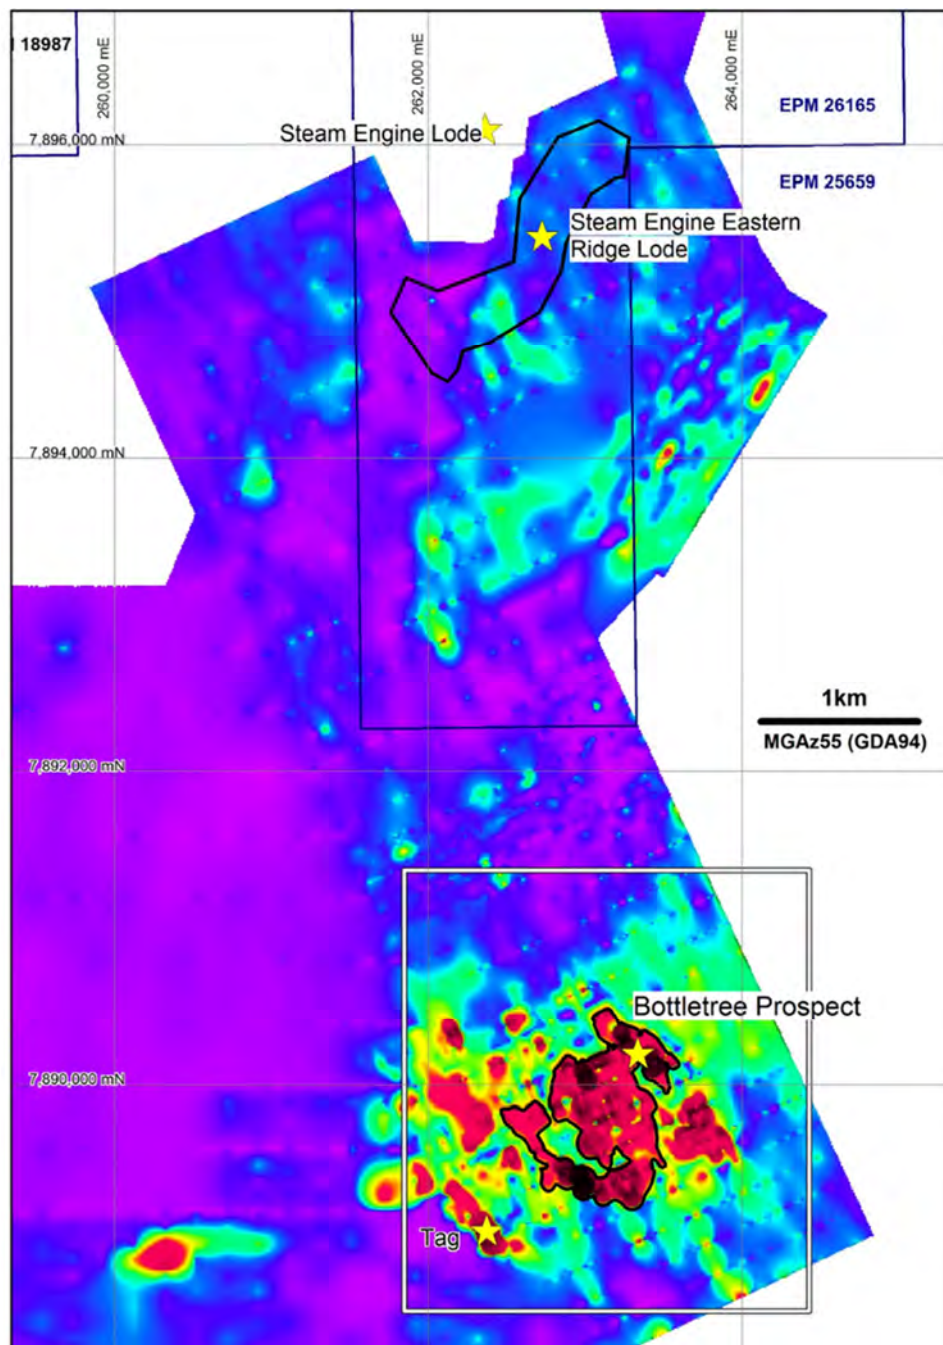 18987
260,000 mE
262,000 mE
264,000 mE
EPM 26165
Steam Engine Lode
7,896,000 mN
EPM 25659
Steam Engine Eastern
Ridge Lode
7,894,000 mN
1km
MGAz55 (GDA94)
7,892,000 mN
Bottletree Prospect
7,890,000 mN
Tag